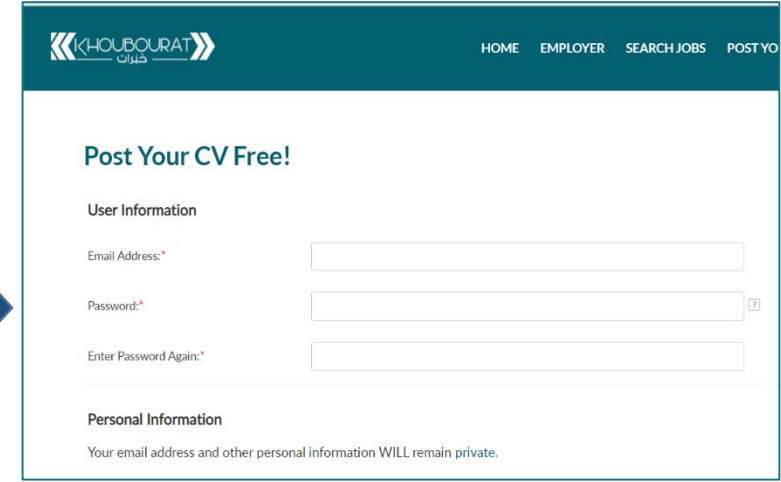 KHOUBOURAT
خبرات
HOME EMPLOYER SEARCH JOBS POST YO
Post Your CV Free!
User Information
Email Address:*
Password:*
?
Enter Password Again:*
Personal Information
Your email address and other personal information WILL remain private.